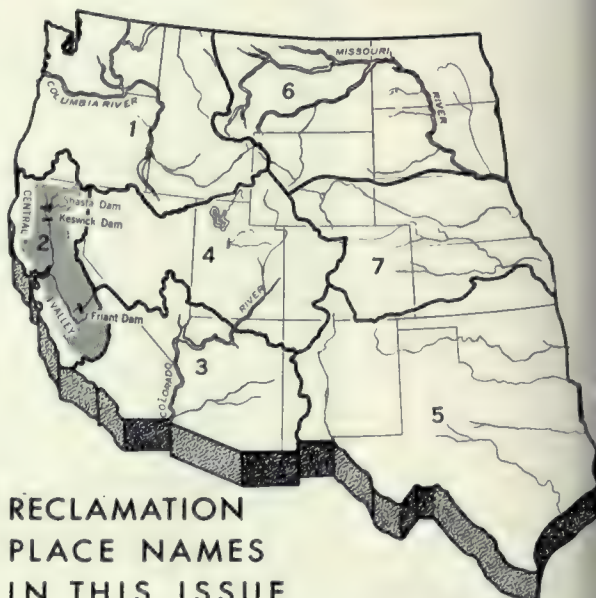 MISSOURI
RIVER
6
COLUMBIA RIVER
1
CENTRAL
VALLEY
Shasta Dam
Keswick Dam
2
4
7
Friant Dam
RIVER
COLORADO
3
5
RECLAMATION
PLACE NAMES
IN THIS ISSUE